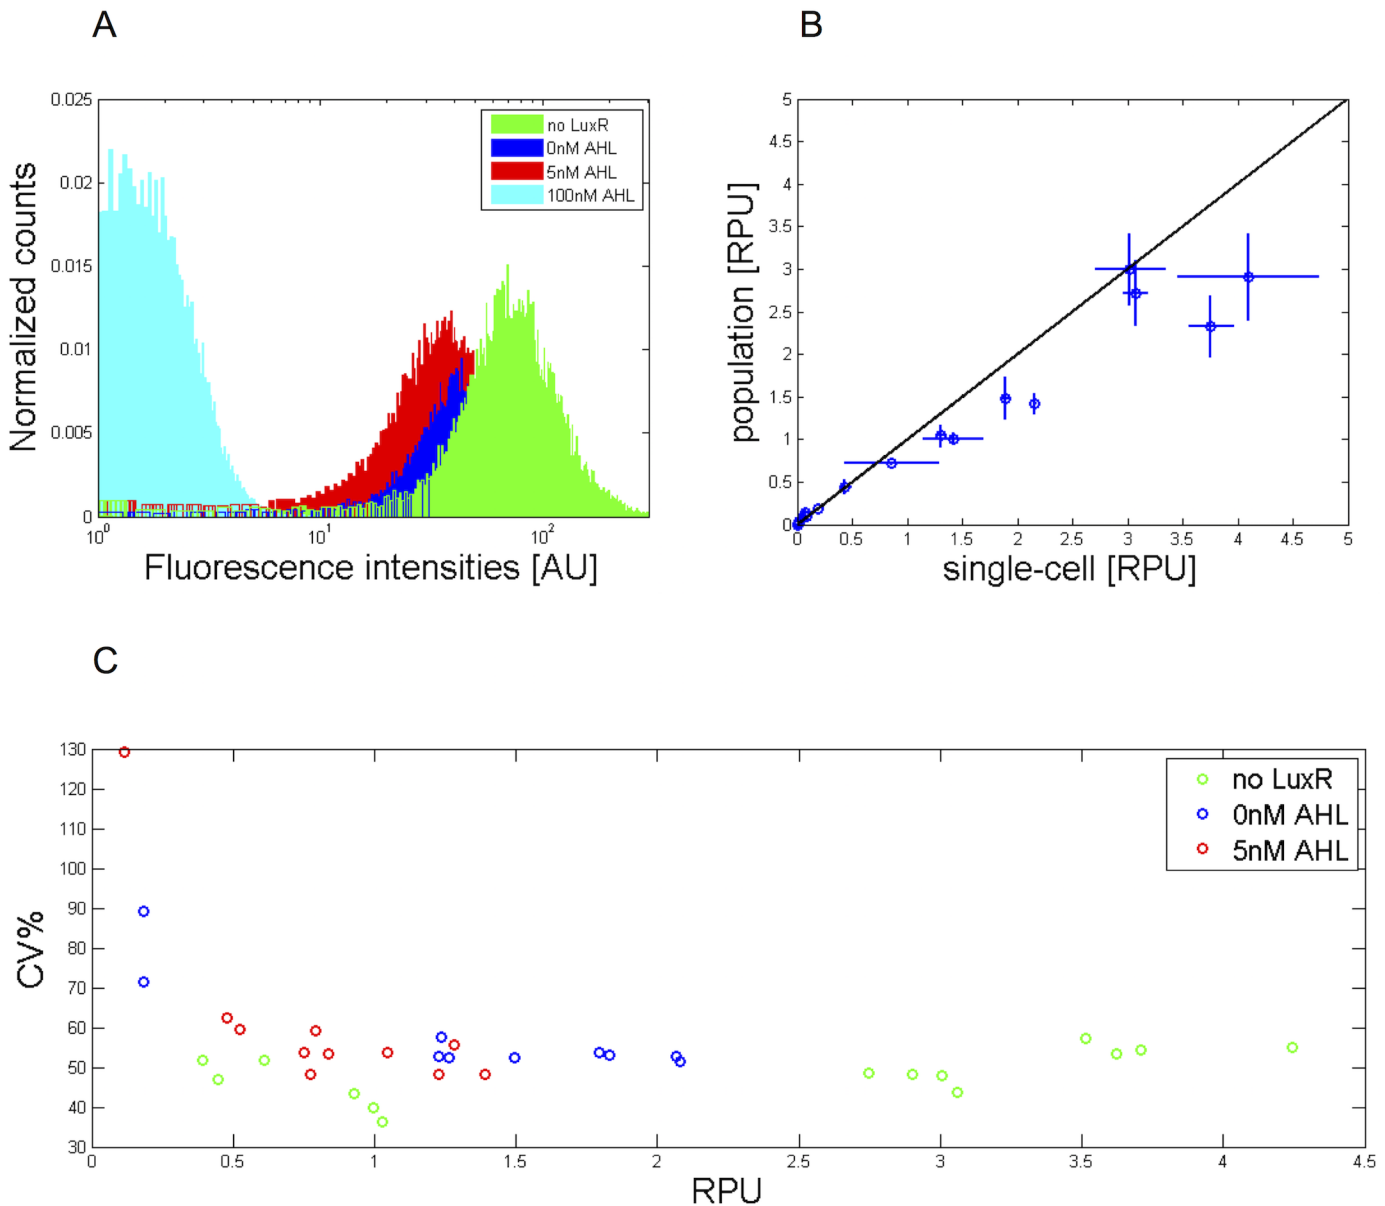 A
B
0.025
0.02
0.015
0.01
0.005
0
10^0
10^1
10^2
Normalized counts
Fluorescence intensities [AU]
no LuxR
0nM AHL
5nM AHL
100nM AHL
5
4.5
4
3.5
3
2.5
2
1.5
1
0.5
0
0 0.5 1 1.5 2 2.5 3 3.5 4 4.5 5
population [RPU]
single-cell [RPU]
C
130
120
110
100
90
80
70
60
50
40
30
0 0.5 1 1.5 2 2.5 3 3.5 4 4.5
CV%
RPU
no LuxR
0nM AHL
5nM AHL